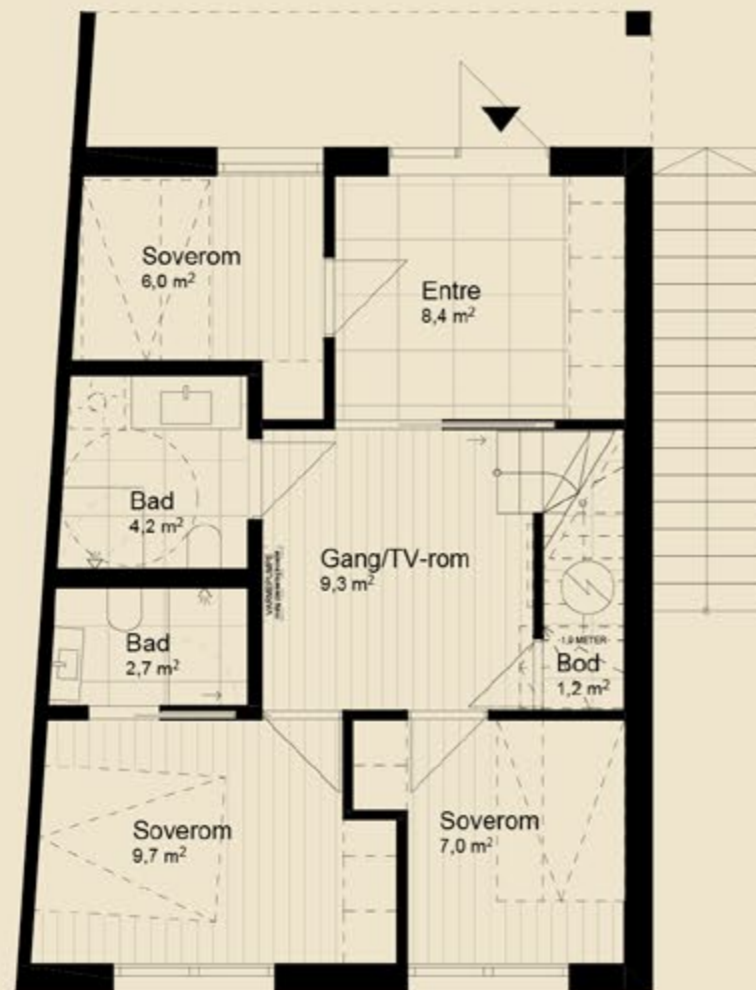 Soverom
6,0 m²
Entre
8,4 m²
Bad
4,2 m²
Gang/TV-rom
9,3 m²
VARMEPUMPE
Bad
2,7 m²
1,9 METER
Bod
1,2 m²
Soverom
9,7 m²
Soverom
7,0 m²